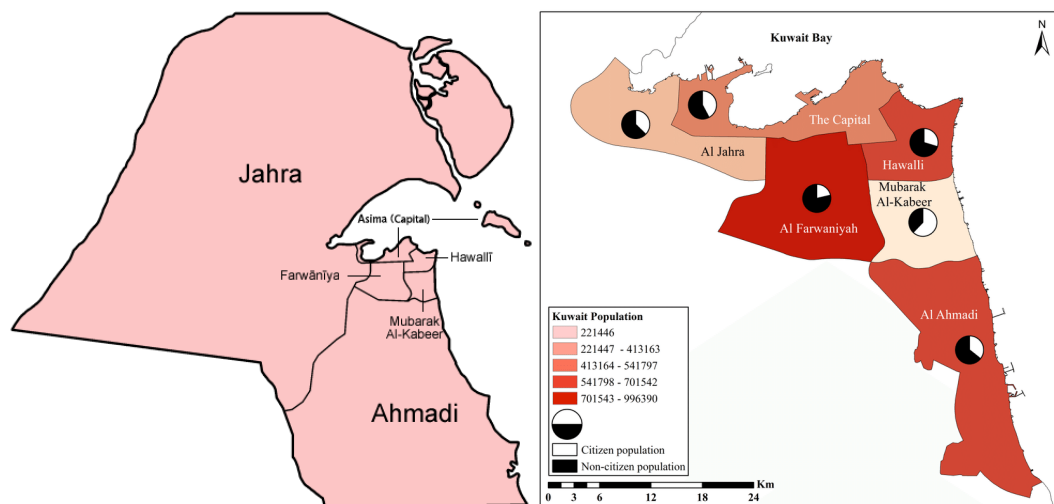 Jahra
Asima (Capital)
Hawallī
Farwānīya
Mubarak
Al-Kabeer
Ahmadi
Kuwait Bay
N
The Capital
Al Jahra
Hawalli
Mubarak
Al-Kabeer
Al Farwaniyah
Al Ahmadi
Kuwait Population
221446
221447 - 413163
413164 - 541797
541798 - 701542
701543 - 996390
Citizen population
Non-citizen population
Km
0 3 6 12 18 24